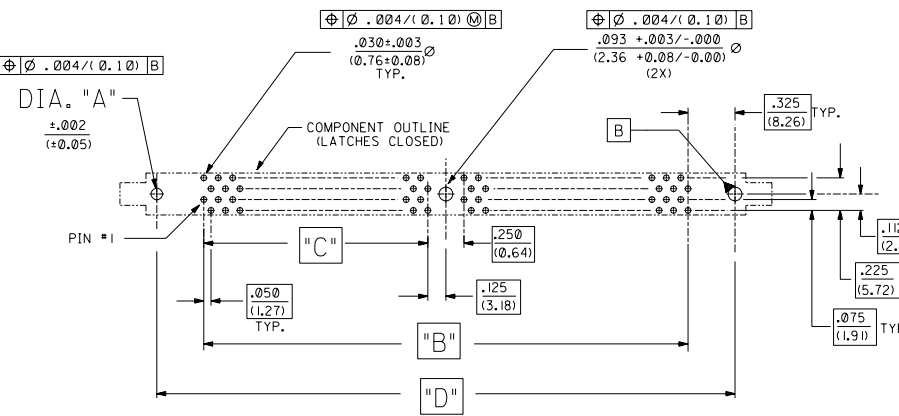 ⌖ Ø .004/(0.10) Ⓜ B
.030±.003 Ø
(0.76±0.08)
TYP.
⌖ Ø .004/(0.10) B
.093 +.003/-.000 Ø
(2.36 +0.08/-0.00)
(2X)
⌖ Ø .004/(0.10) B
DIA. "A"
±.002
(±0.05)
COMPONENT OUTLINE
(LATCHES CLOSED)
B
.325 TYP.
(8.26)
PIN #1
"C"
.250
(0.64)
.050
(1.27)
TYP.
.125
(3.18)
.225
(5.72)
.075
(1.91)
"B"
"D"